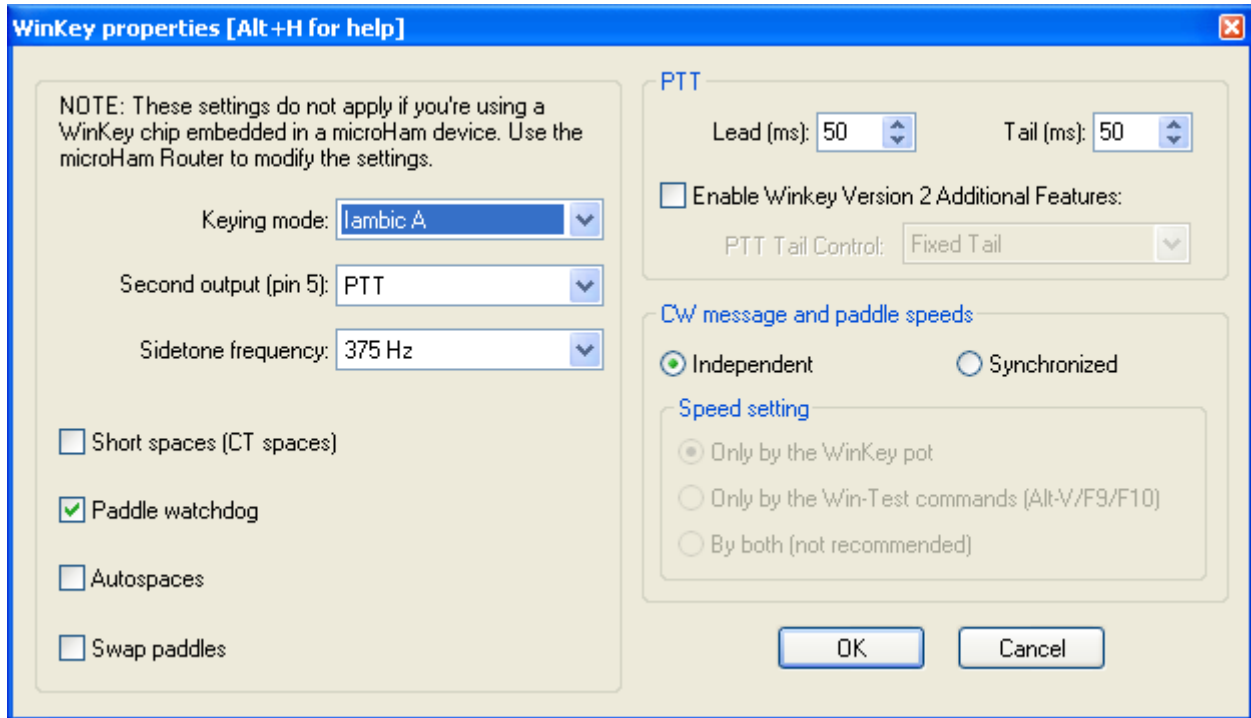 WinKey properties [Alt+H for help]
NOTE: These settings do not apply if you're using a
WinKey chip embedded in a microHam device. Use the
microHam Router to modify the settings.
Keying mode: Iambic A
Second output (pin 5): PTT
Sidetone frequency: 375 Hz
Short spaces (CT spaces)
Paddle watchdog
Autospaces
Swap paddles
PTT
Lead (ms): 50 Tail (ms): 50
Enable Winkey Version 2 Additional Features:
PTT Tail Control: Fixed Tail
CW message and paddle speeds
Independent Synchronized
Speed setting
Only by the WinKey pot
Only by the Win-Test commands (Alt-V/F9/F10)
By both (not recommended)
OK Cancel